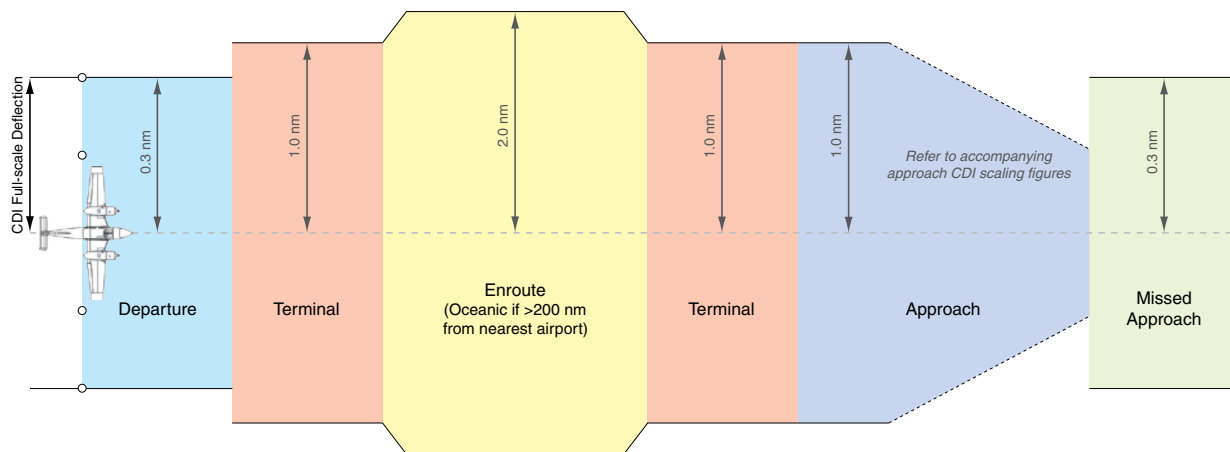 CDI Full-scale Deflection
0.3 nm
1.0 nm
2.0 nm
1.0 nm
1.0 nm
0.3 nm
Refer to accompanying
approach CDI scaling figures
Departure
Terminal
Enroute
(Oceanic if >200 nm
from nearest airport)
Terminal
Approach
Missed
Approach